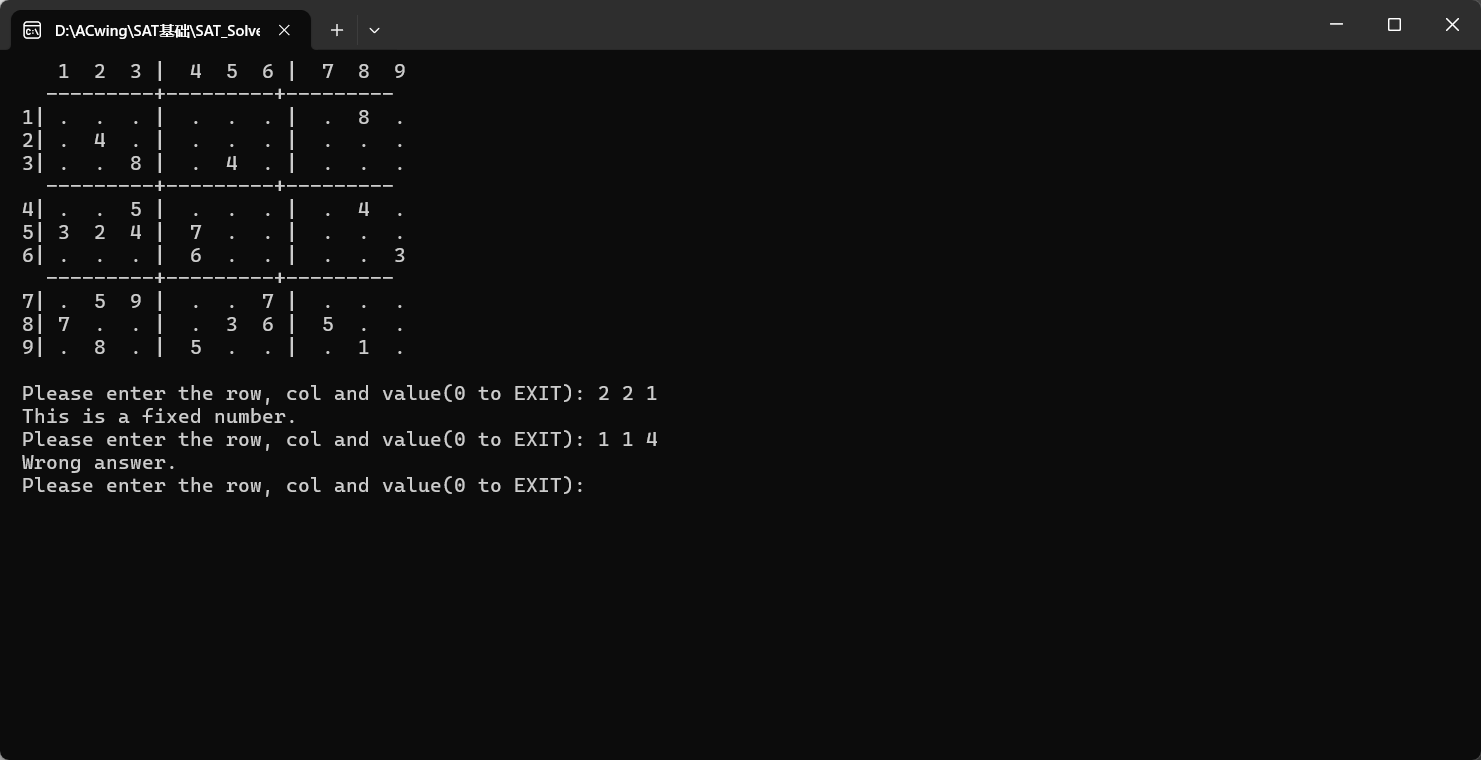 D:\ACwing\SAT基础\SAT_Solve
1 2 3 | 4 5 6 | 7 8 9
---------+---------+---------
1| . . . | . . . | . 8 .
2| . 4 . | . . . | . . .
3| . . 8 | . 4 . | . . .
---------+---------+---------
4| . . 5 | . . . | . 4 .
5| 3 2 4 | 7 . . | . . .
6| . . . | 6 . . | . . 3
---------+---------+---------
7| . 5 9 | . . 7 | . . .
8| 7 . . | . 3 6 | 5 . .
9| . 8 . | 5 . . | . 1 .
Please enter the row, col and value(0 to EXIT): 2 2 1
This is a fixed number.
Please enter the row, col and value(0 to EXIT): 1 1 4
Wrong answer.
Please enter the row, col and value(0 to EXIT):